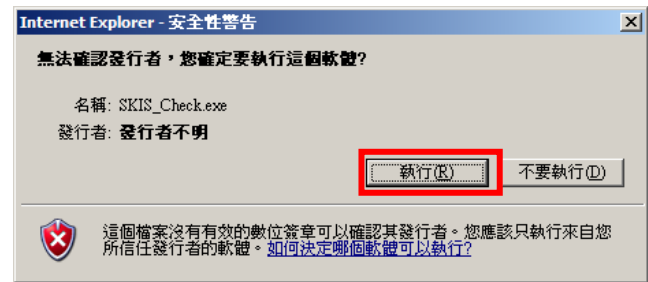 Internet Explorer - 安全性警告
無法確認發行者，您確定要執行這個軟體?
名稱: SKIS_Check.exe
發行者: 發行者不明
執行(R) 不要執行(D)
這個檔案沒有有效的數位簽章可以確認其發行者。您應該只執行來自您
所信任發行者的軟體。如何決定哪個軟體可以執行?